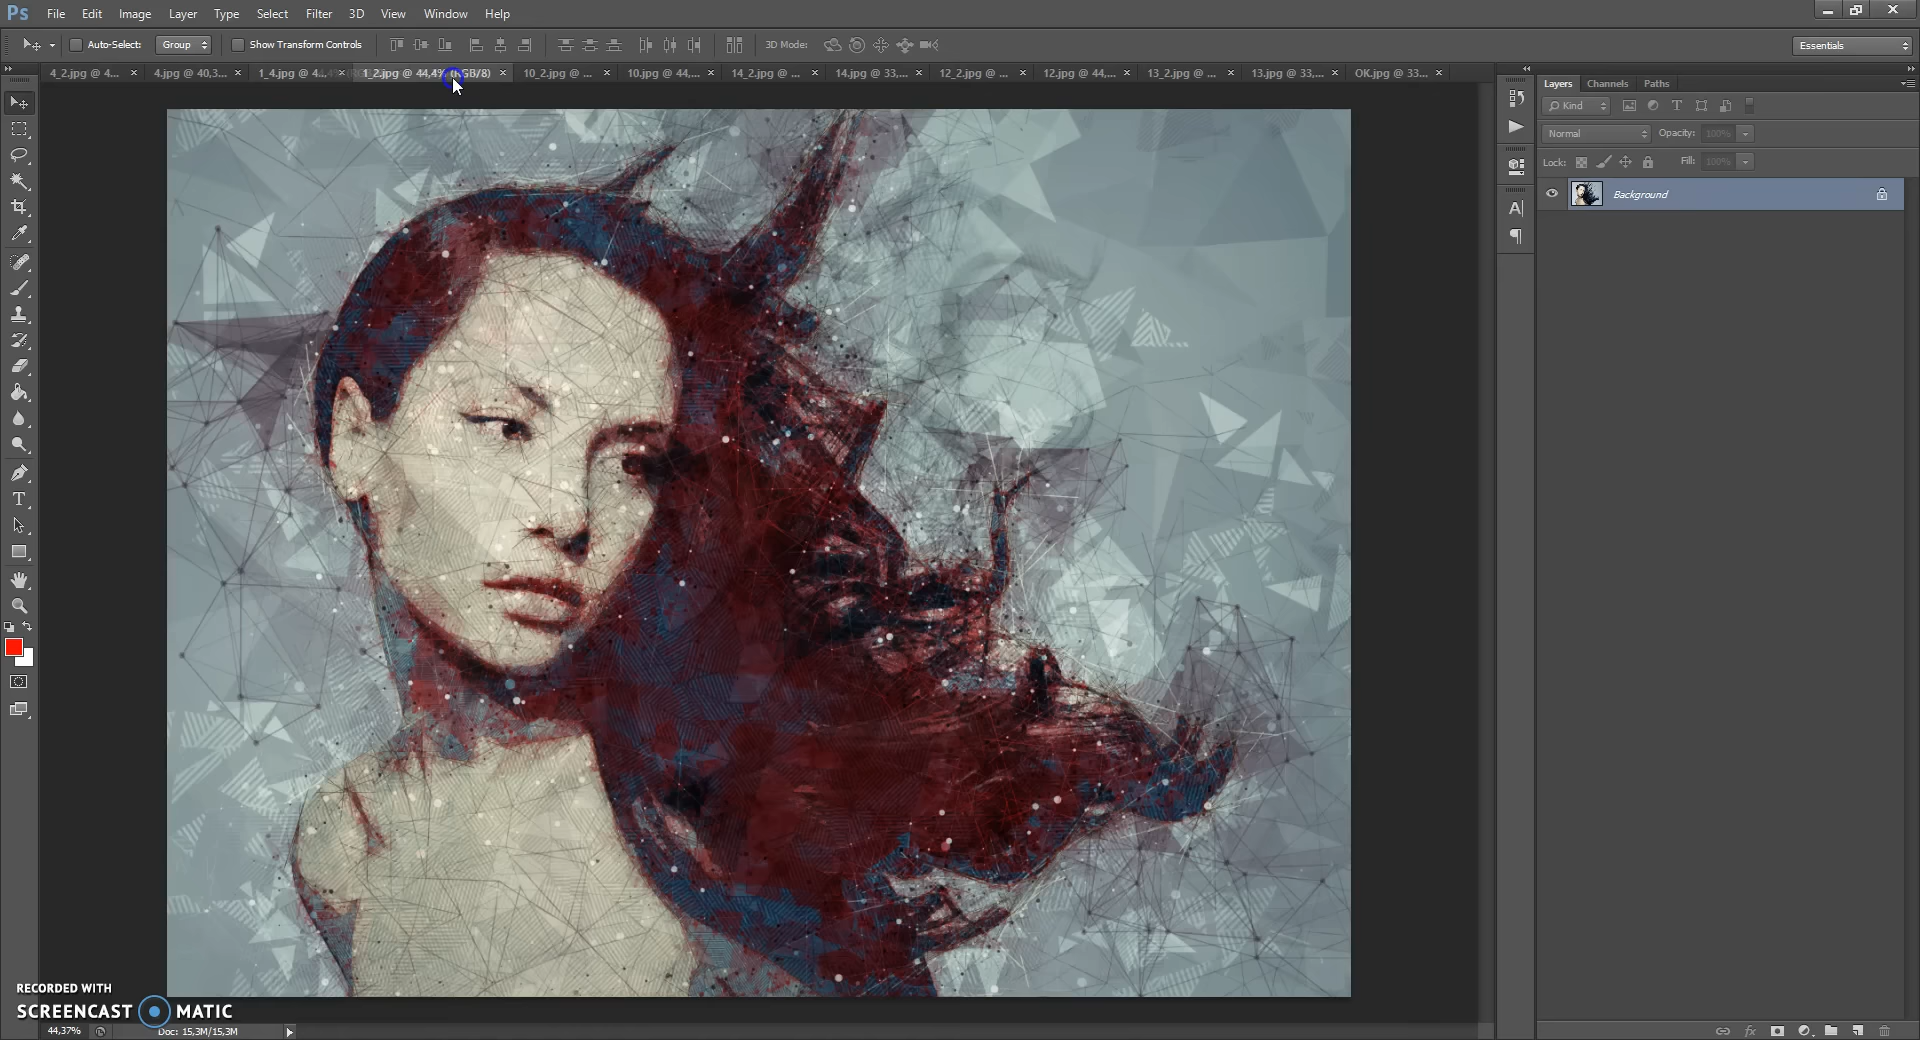 Ps File Edit Image Layer Type Select Filter 3D View Window Help
Auto-Select: Group Show Transform Controls 3D Mode: Essentials
4_2.jpg @ 4... × 4.jpg @ 40,3... × 1_4.jpg @ 4... × 1_2.jpg @ 44,4% (RGB/8) × 10_2.jpg @ ... × 10.jpg @ 44,... × 14_2.jpg @ ... × 14.jpg @ 33,... × 12_2.jpg @ ... × 12.jpg @ 44,... × 13_2.jpg @ ... × 13.jpg @ 33,... × OK.jpg @ 33... ×
Layers Channels Paths
Kind
Normal Opacity: 100%
Lock: Fill: 100%
Background
RECORDED WITH
SCREENCAST MATIC
44,37% Doc: 15,3M/15,3M